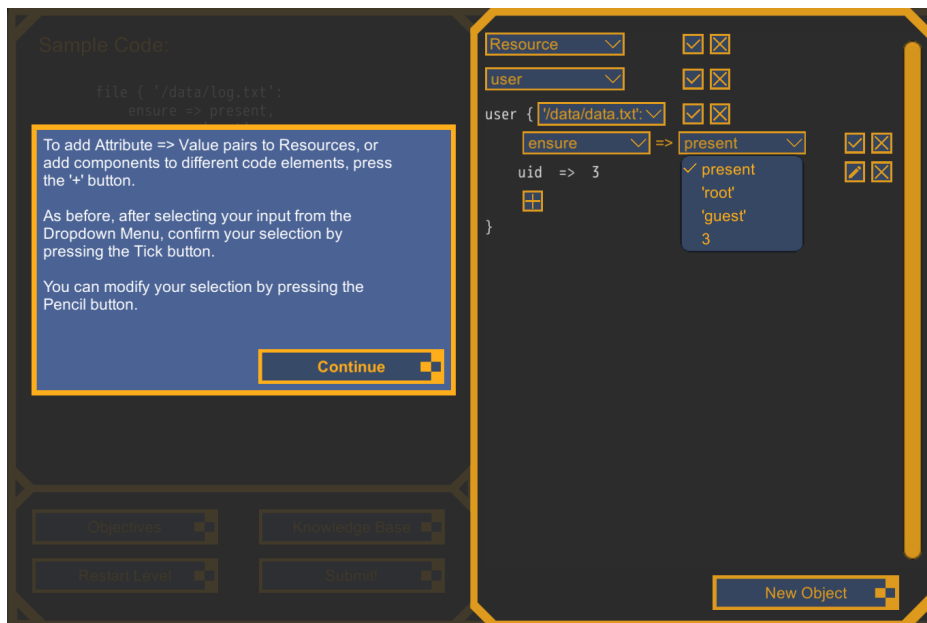 Sample Code:
file { '/data/log.txt':
ensure => present,
To add Attribute => Value pairs to Resources, or
add components to different code elements, press
the '+' button.
As before, after selecting your input from the
Dropdown Menu, confirm your selection by
pressing the Tick button.
You can modify your selection by pressing the
Pencil button.
Continue
Objectives
Knowledge Base
Restart Level
Submit!
Resource
user
user { '/data/data.txt':
ensure => present
uid => 3
}
present
'root'
'guest'
3
New Object